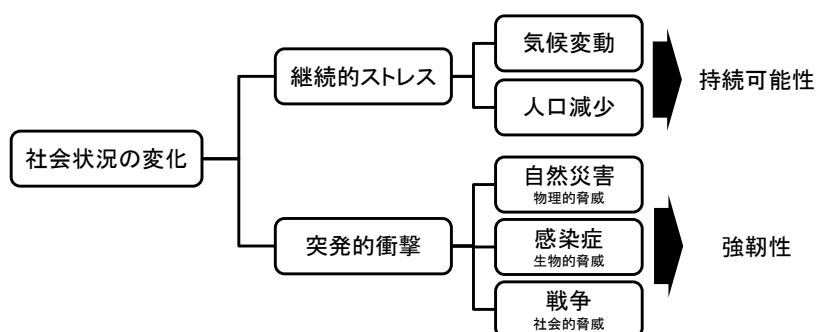 社会状況の変化
継続的ストレス
気候変動
人口減少
持続可能性
突発的衝撃
自然災害
物理的脅威
感染症
生物的脅威
戦争
社会的脅威
強靭性